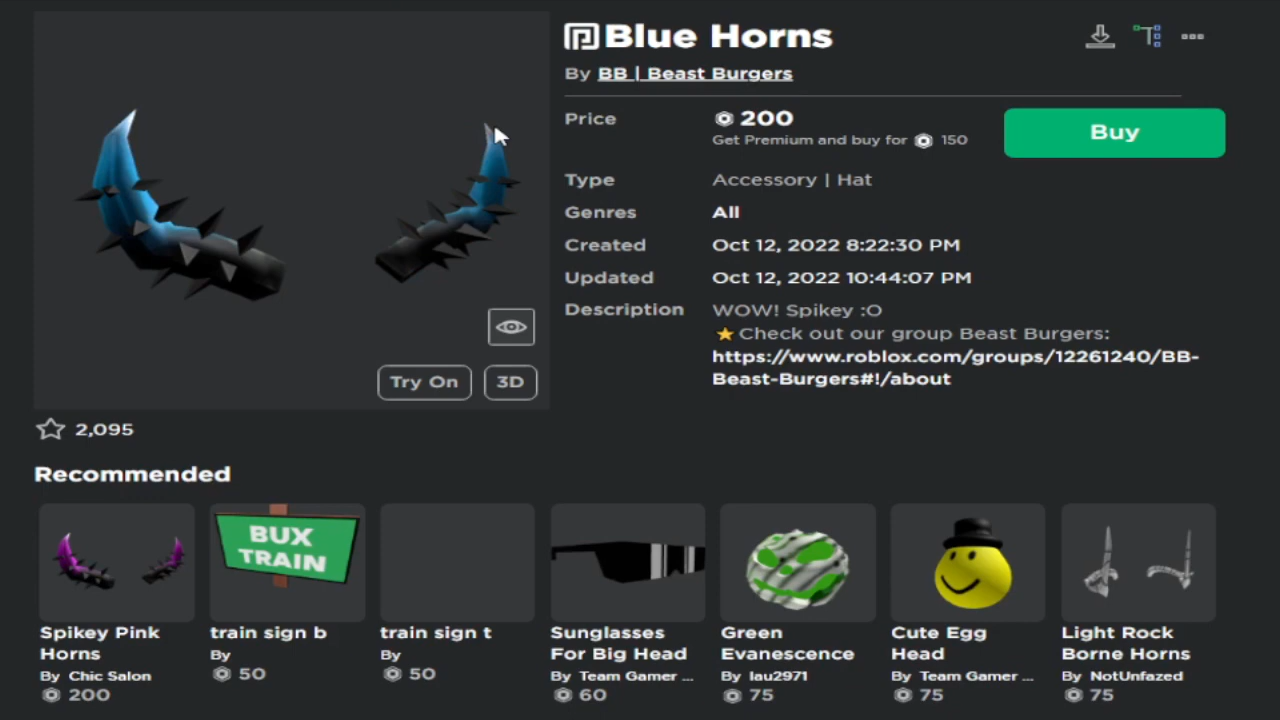 Blue Horns
By BB | Beast Burgers
Price 200
Get Premium and buy for 150
Buy
Type Accessory | Hat
Genres All
Created Oct 12, 2022 8:22:30 PM
Updated Oct 12, 2022 10:44:07 PM
Description WOW! Spikey :O
⭐Check out our group Beast Burgers:
https://www.roblox.com/groups/12261240/BB-
Beast-Burgers#!/about
Try On 3D
2,095
Recommended
BUX
TRAIN
Spikey Pink
Horns
By Chic Salon
200
train sign b
By
50
train sign t
By
50
Sunglasses
For Big Head
By Team Gamer ...
60
Green
Evanescence
By lau2971
75
Cute Egg
Head
By Team Gamer ...
75
Light Rock
Borne Horns
By NotUnfazed
75